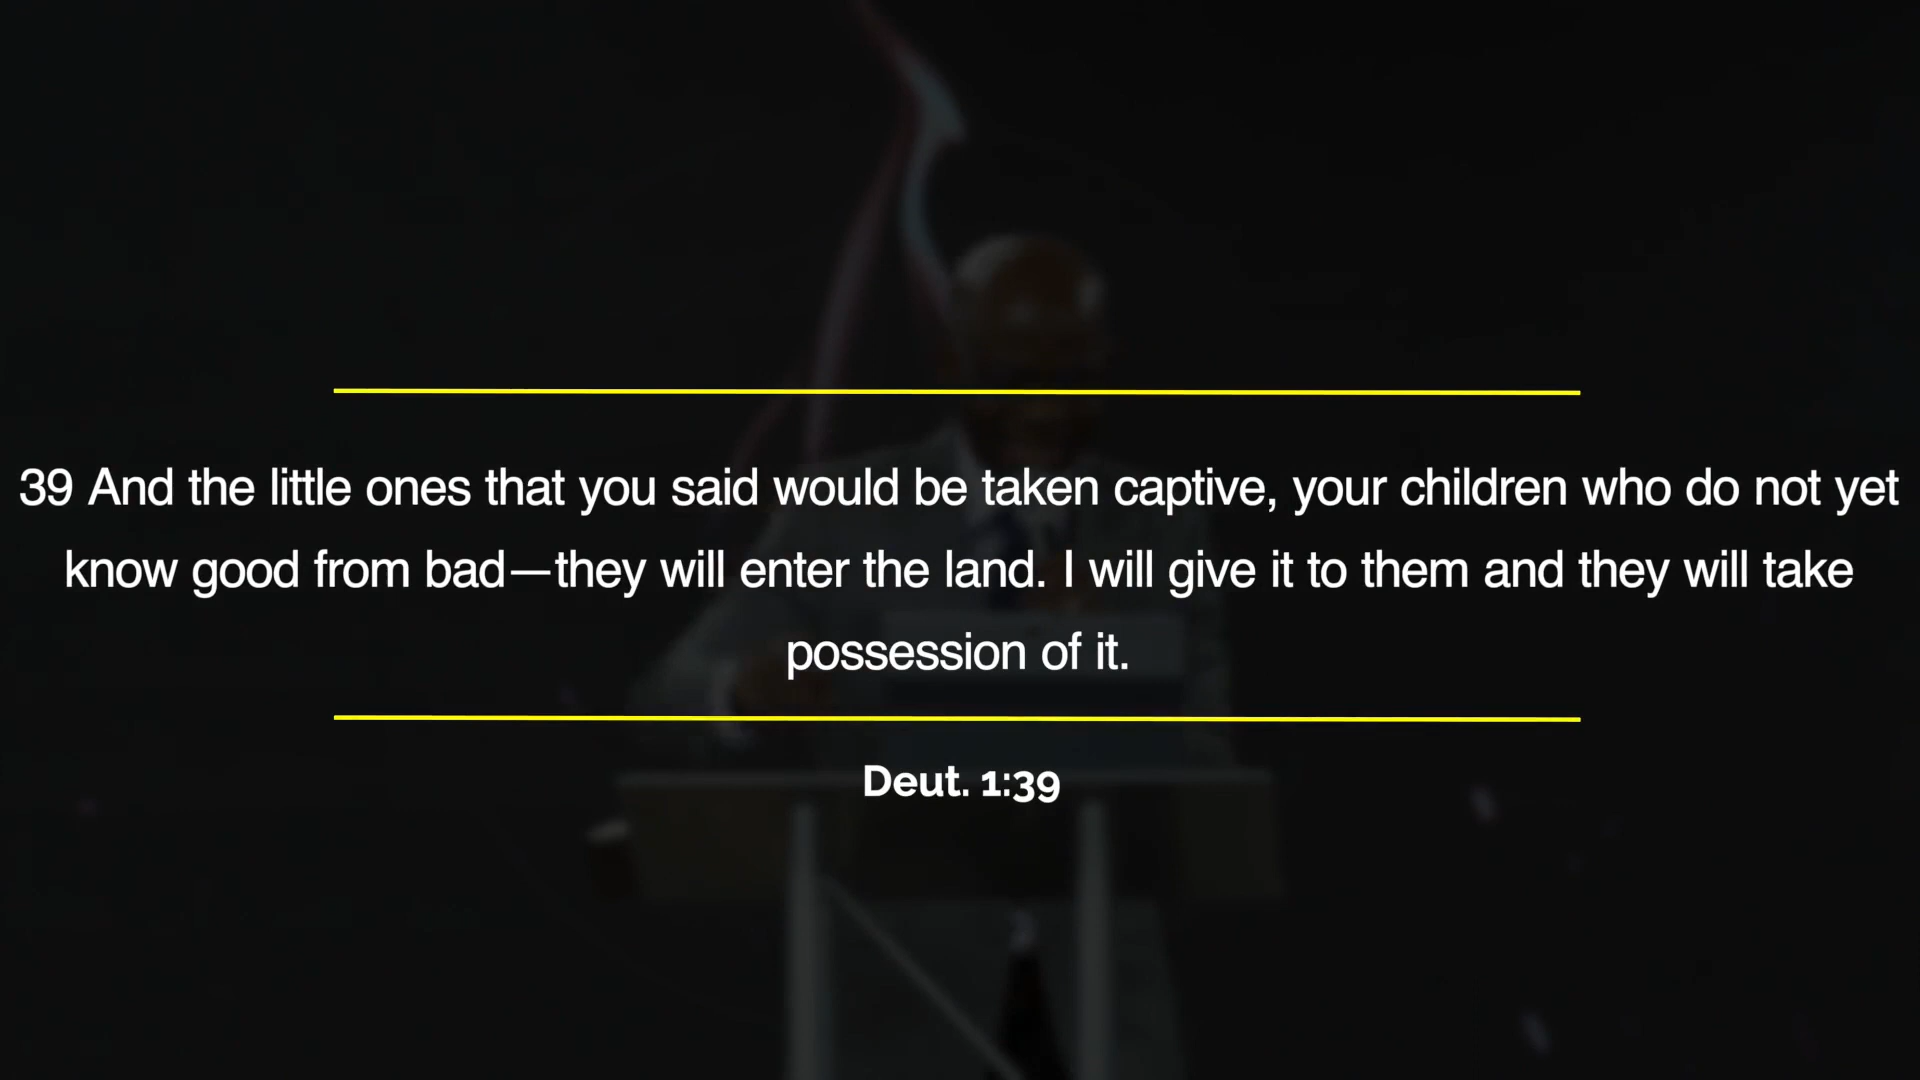 39 And the little ones that you said would be taken captive, your children who do not yet
know good from bad—they will enter the land. I will give it to them and they will take
possession of it.
Deut. 1:39